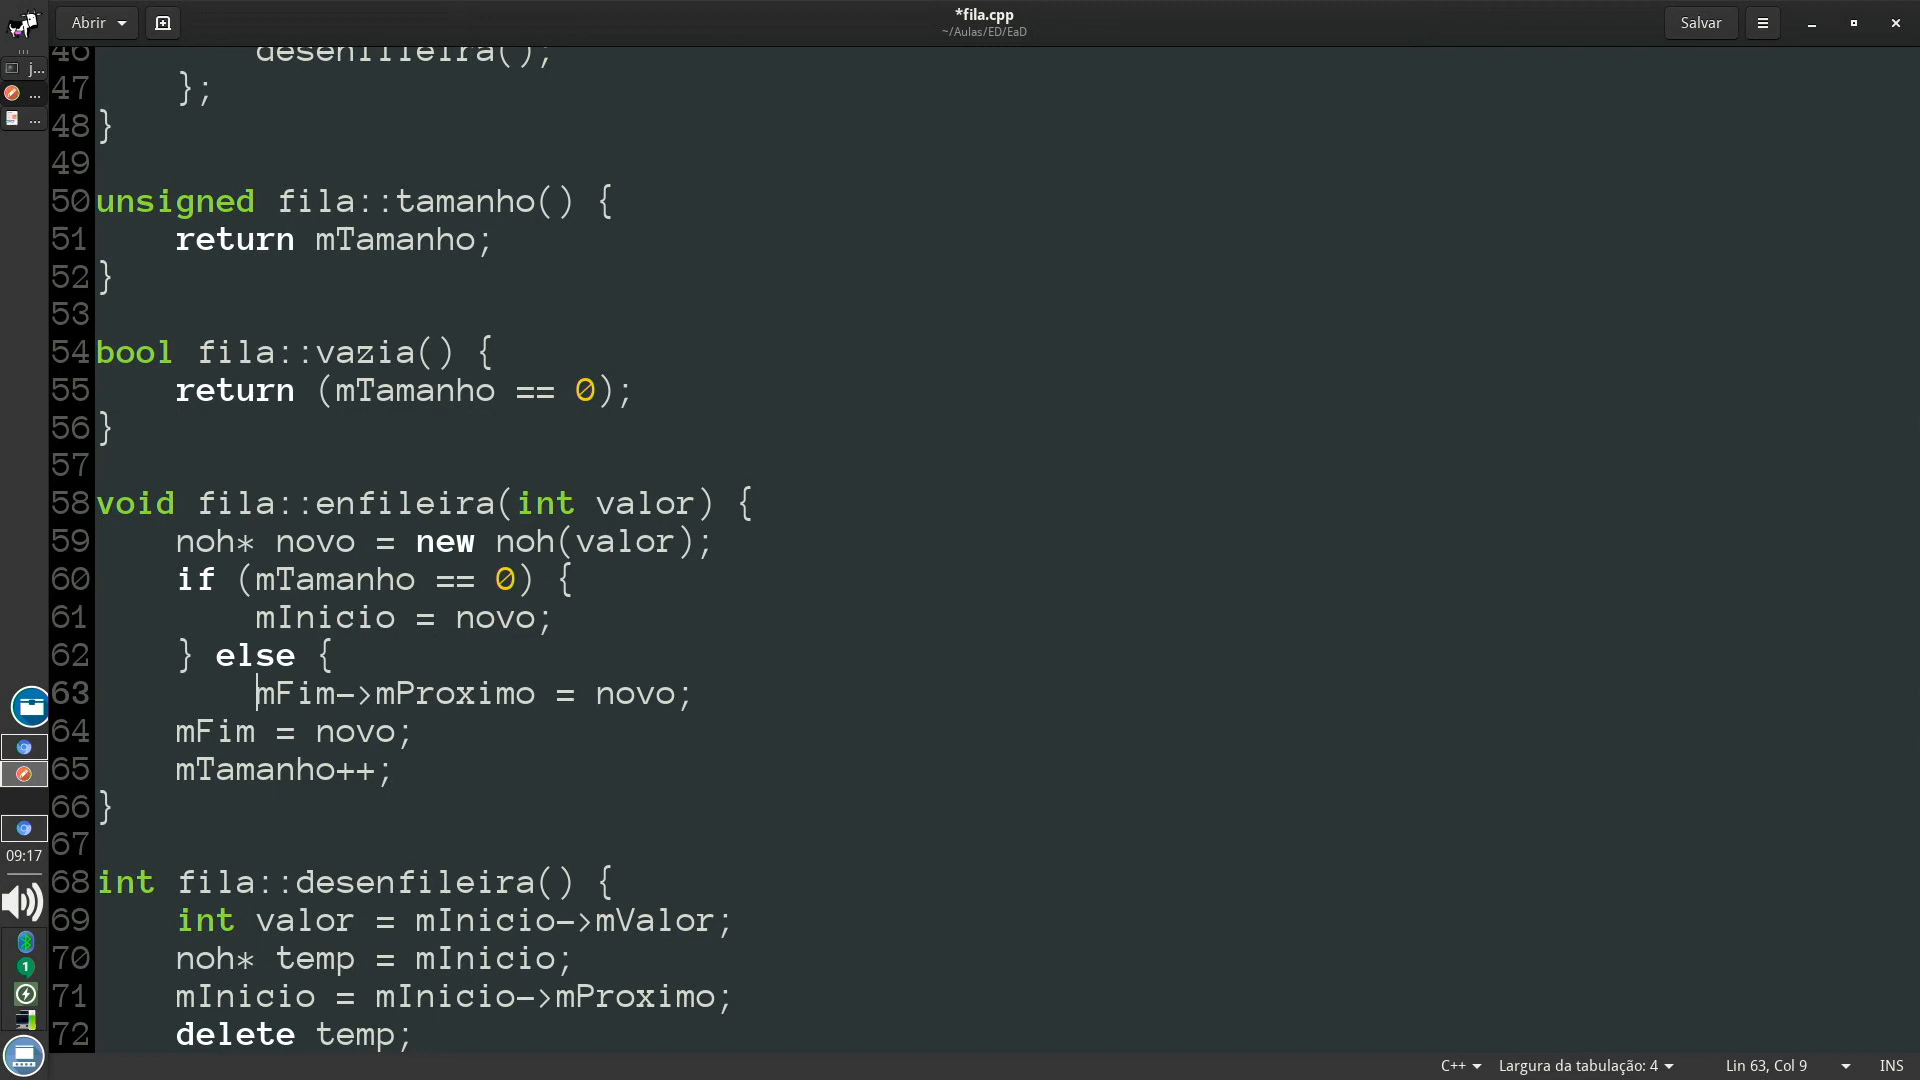 Abrir
*fila.cpp
~/Aulas/ED/EaD
Salvar
j...
...
...
09:17
1
46         desenfileira();
47     };
48 }
49
50 unsigned fila::tamanho() {
51     return mTamanho;
52 }
53
54 bool fila::vazia() {
55     return (mTamanho == 0);
56 }
57
58 void fila::enfileira(int valor) {
59     noh* novo = new noh(valor);
60     if (mTamanho == 0) {
61         mInicio = novo;
62     } else {
63         mFim->mProximo = novo;
64     mFim = novo;
65     mTamanho++;
66 }
67
68 int fila::desenfileira() {
69     int valor = mInicio->mValor;
70     noh* temp = mInicio;
71     mInicio = mInicio->mProximo;
72     delete temp;
C++
Largura da tabulação: 4
Lin 63, Col 9
INS